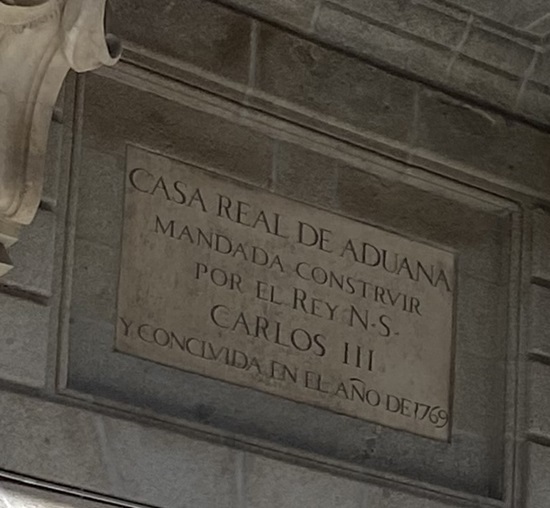 CASA REAL DE ADUANA
MANDADA CONSTRVIR
POR EL REY N·S·
CARLOS III
Y CONCLVIDA EN EL AÑO DE 1769